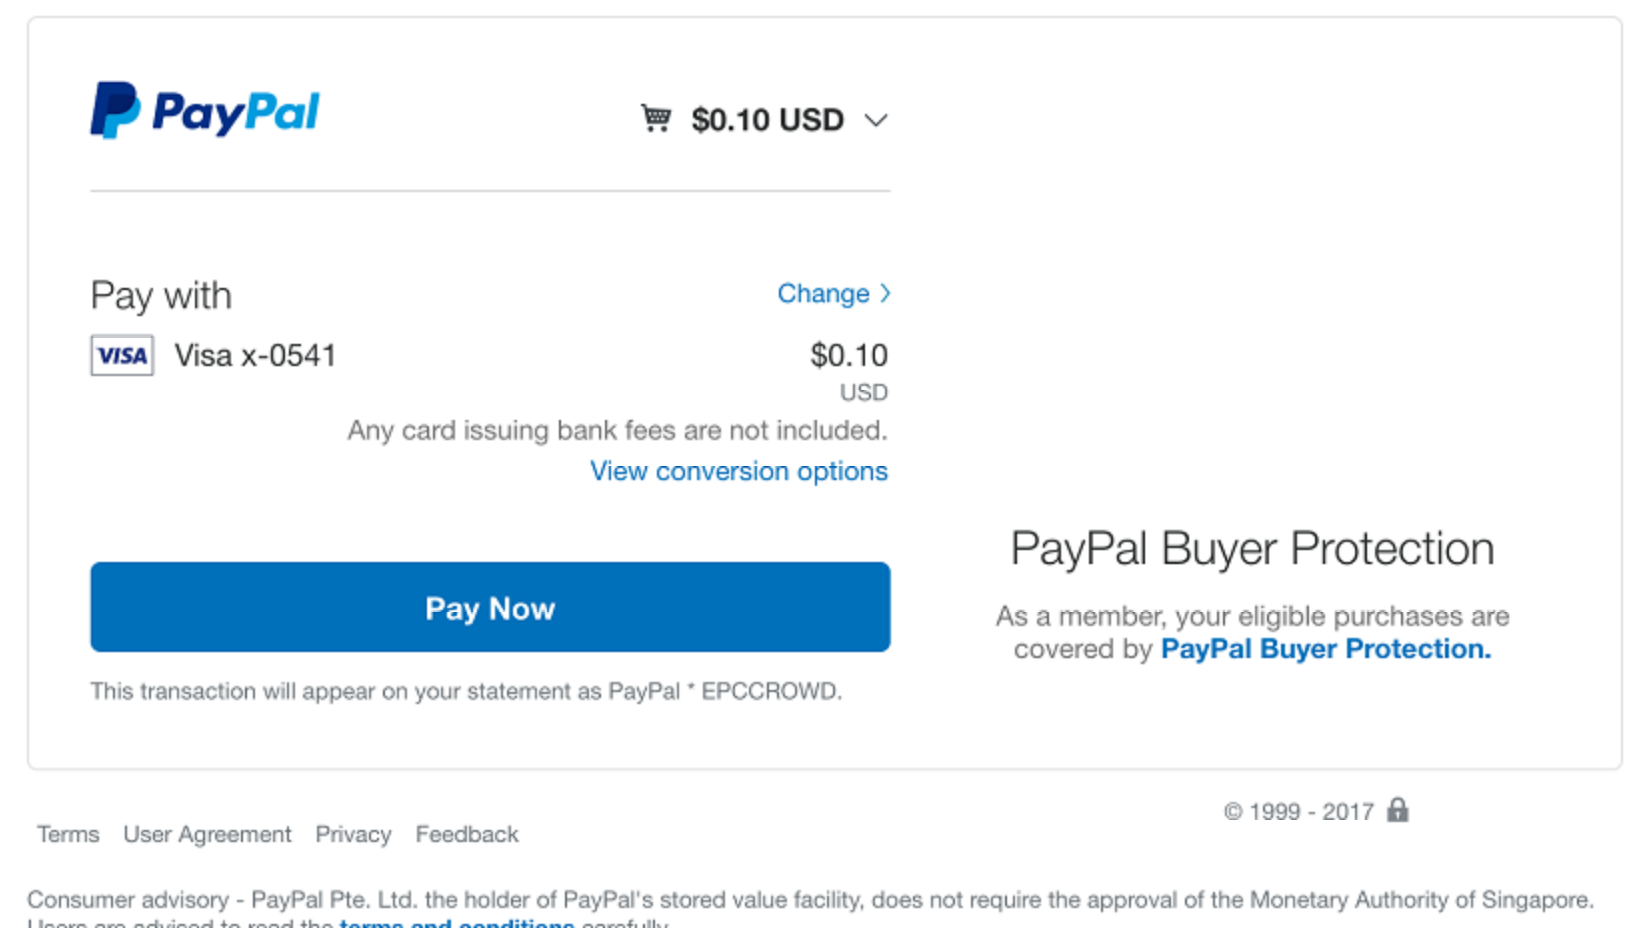 PayPal
$0.10 USD
Pay with
Change
VISA Visa x-0541
$0.10
USD
Any card issuing bank fees are not included.
View conversion options
Pay Now
This transaction will appear on your statement as PayPal * EPCCROWD.
PayPal Buyer Protection
As a member, your eligible purchases are
covered by PayPal Buyer Protection.
© 1999 - 2017
Terms User Agreement Privacy Feedback
Consumer advisory - PayPal Pte. Ltd. the holder of PayPal's stored value facility, does not require the approval of the Monetary Authority of Singapore.
Users are advised to read the terms and conditions carefully.